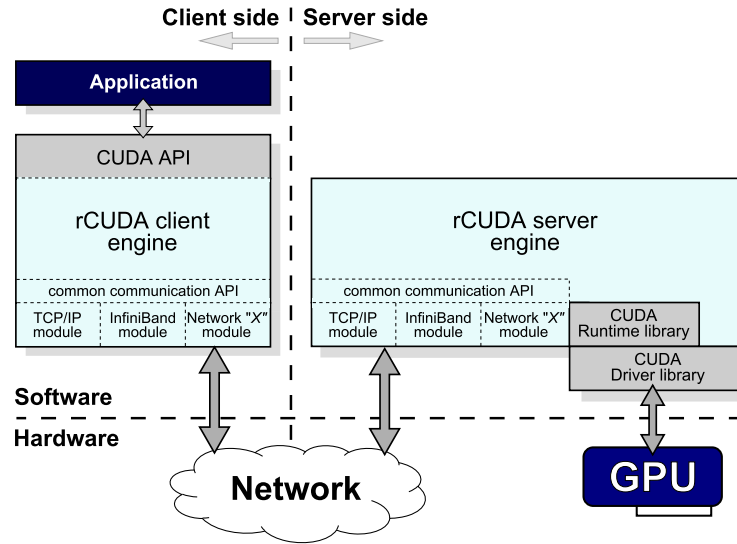 Client side
Server side
Application
CUDA API
rCUDA client
engine
common communication API
TCP/IP
module
InfiniBand
module
Network "X"
module
rCUDA server
engine
common communication API
TCP/IP
module
InfiniBand
module
Network "X"
module
CUDA
Runtime library
CUDA
Driver library
Software
Hardware
Network
GPU